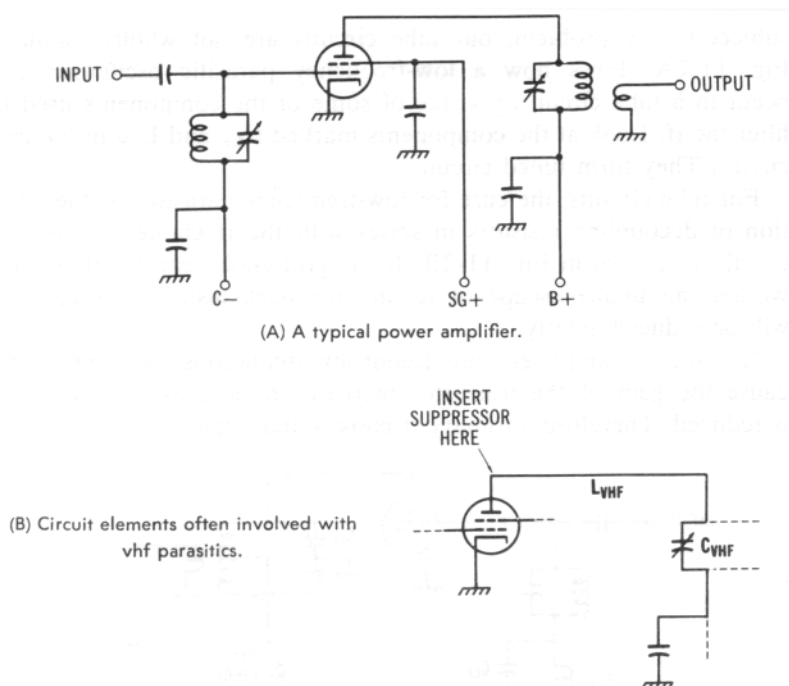 INPUT
OUTPUT
C–
SG+
B+
(A) A typical power amplifier.
INSERT
SUPPRESSOR
HERE
L_VHF
C_VHF
(B) Circuit elements often involved with
vhf parasitics.